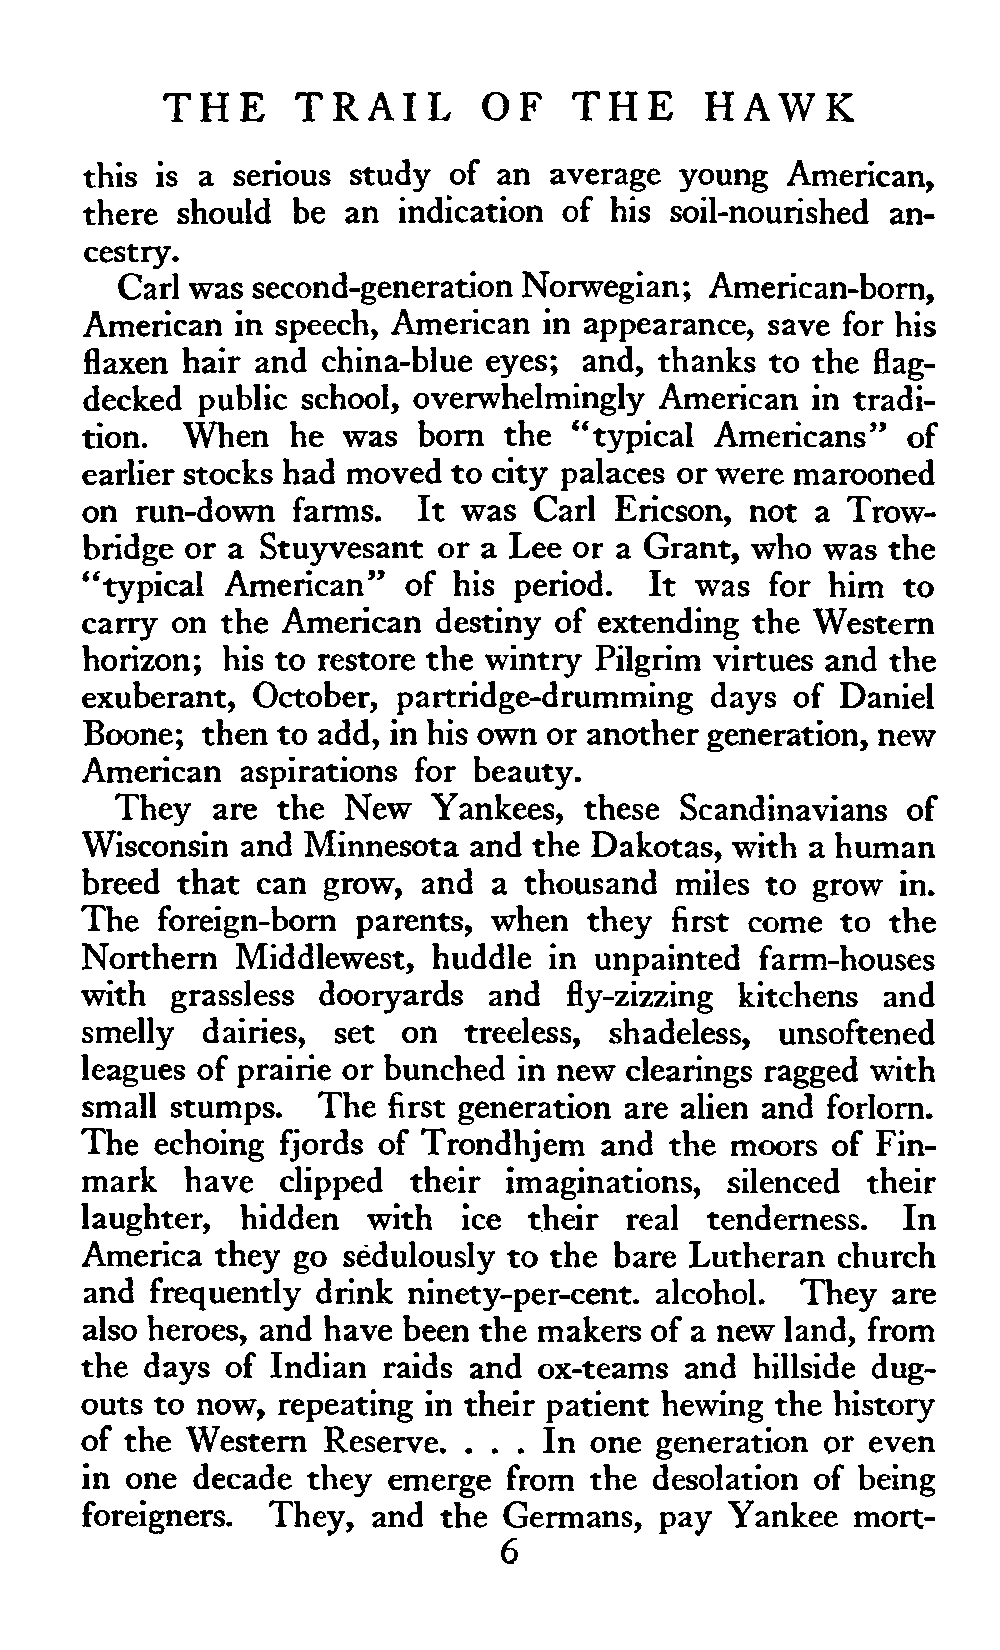 THE TRAIL OF THE HAWK
this is a serious study of an average young American,
there should be an indication of his soil-nourished an-
cestry.
Carl was second-generation Norwegian; American-born,
American in speech, American in appearance, save for his
flaxen hair and china-blue eyes; and, thanks to the flag-
decked public school, overwhelmingly American in tradi-
tion. When he was born the “typical Americans” of
earlier stocks had moved to city palaces or were marooned
on run-down farms. It was Carl Ericson, not a Trow-
bridge or a Stuyvesant or a Lee or a Grant, who was the
“typical American” of his period. It was for him to
carry on the American destiny of extending the Western
horizon; his to restore the wintry Pilgrim virtues and the
exuberant, October, partridge-drumming days of Daniel
Boone; then to add, in his own or another generation, new
American aspirations for beauty.
They are the New Yankees, these Scandinavians of
Wisconsin and Minnesota and the Dakotas, with a human
breed that can grow, and a thousand miles to grow in.
The foreign-born parents, when they first come to the
Northern Middlewest, huddle in unpainted farm-houses
with grassless dooryards and fly-zizzing kitchens and
smelly dairies, set on treeless, shadeless, unsoftened
leagues of prairie or bunched in new clearings ragged with
small stumps. The first generation are alien and forlorn.
The echoing fjords of Trondhjem and the moors of Fin-
mark have clipped their imaginations, silenced their
laughter, hidden with ice their real tenderness. In
America they go sedulously to the bare Lutheran church
and frequently drink ninety-per-cent. alcohol. They are
also heroes, and have been the makers of a new land, from
the days of Indian raids and ox-teams and hillside dug-
outs to now, repeating in their patient hewing the history
of the Western Reserve. . . . In one generation or even
in one decade they emerge from the desolation of being
foreigners. They, and the Germans, pay Yankee mort-
6